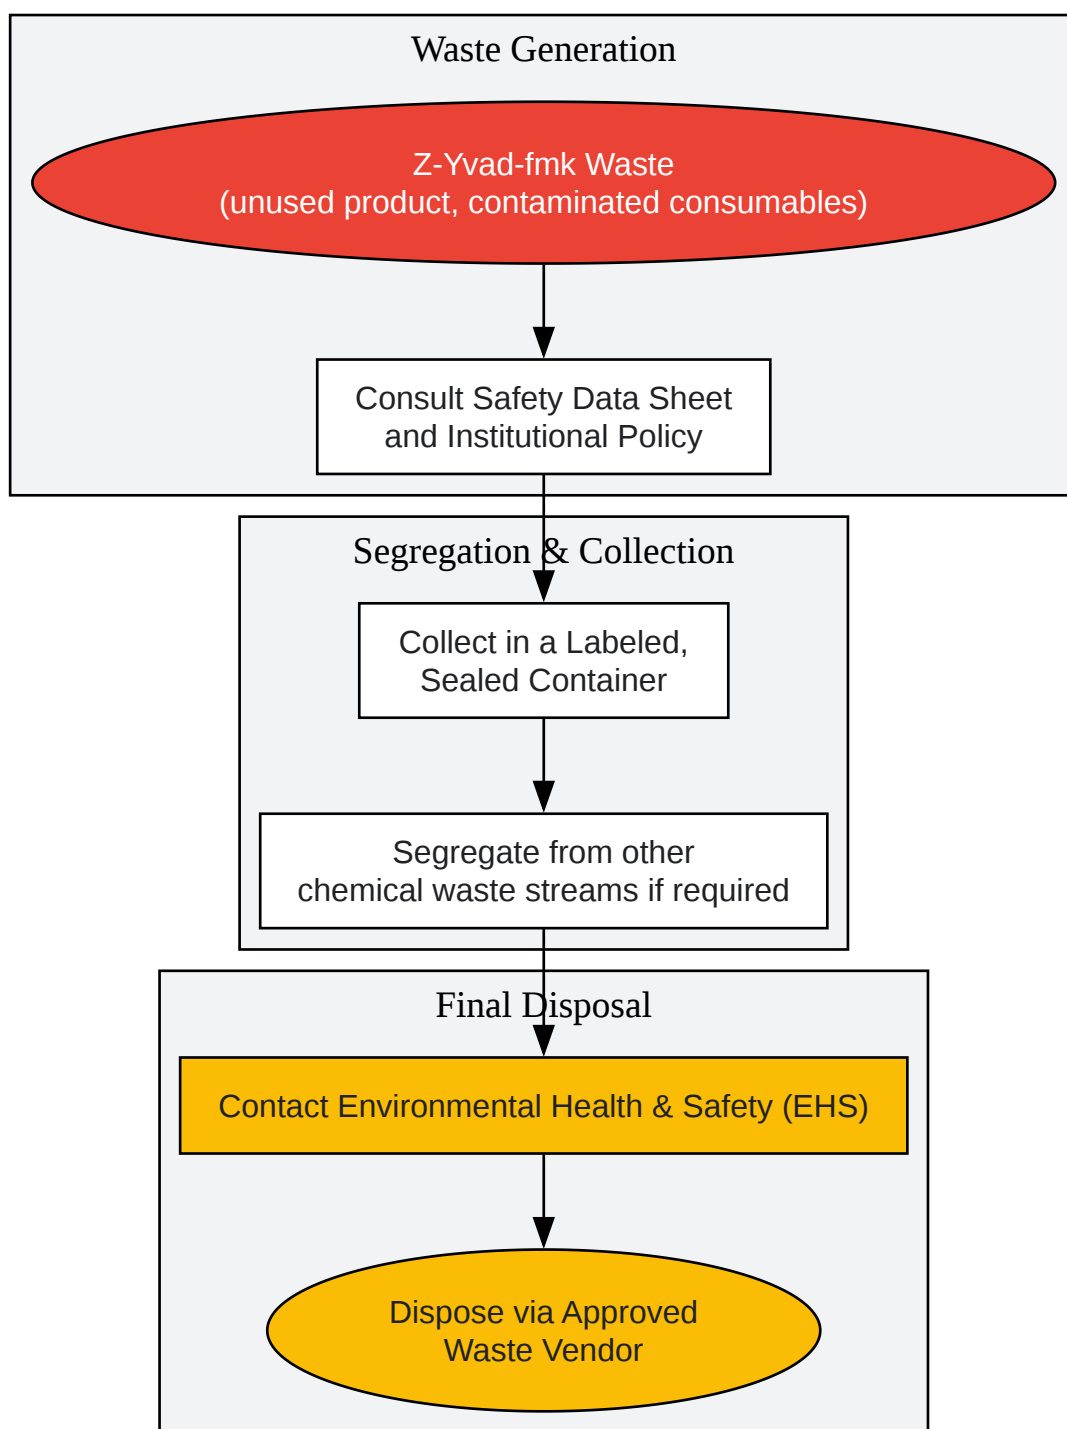 Waste Generation
Z-Yvad-fmk Waste
(unused product, contaminated consumables)
Consult Safety Data Sheet
and Institutional Policy
Segregation & Collection
Collect in a Labeled,
Sealed Container
Segregate from other
chemical waste streams if required
Final Disposal
Contact Environmental Health & Safety (EHS)
Dispose via Approved
Waste Vendor